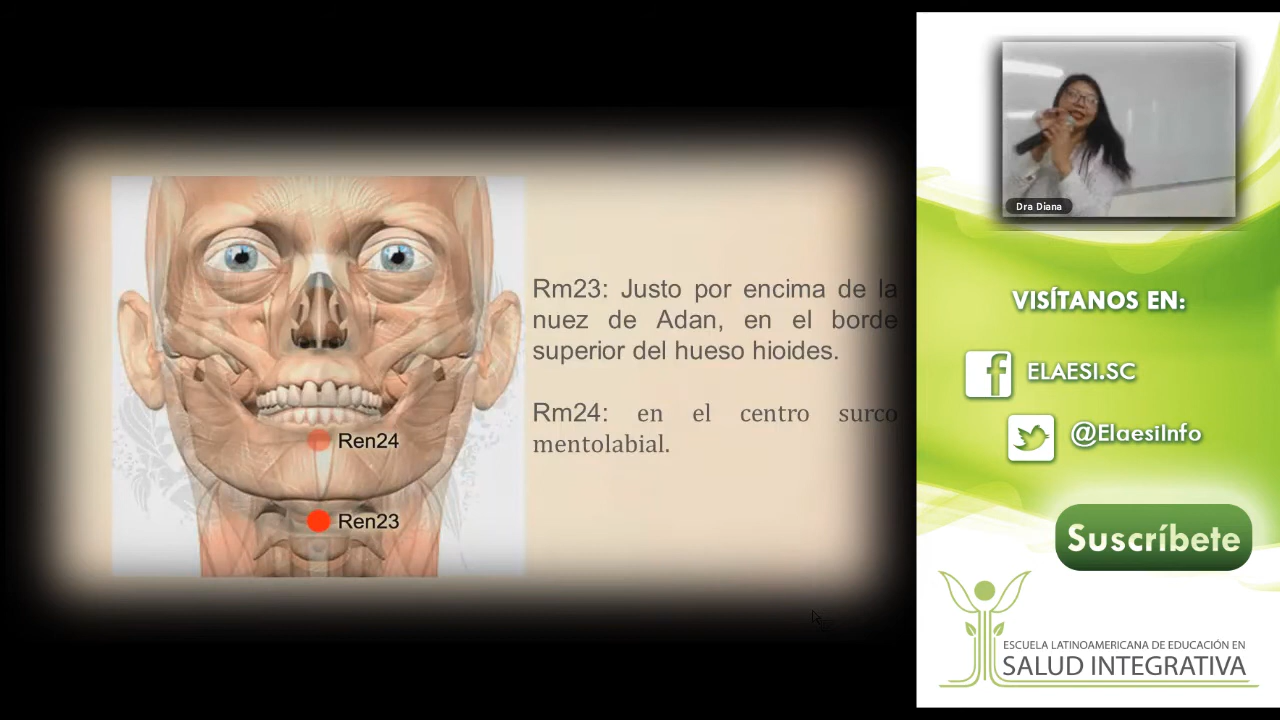 Ren24
Ren23
Rm23: Justo por encima de la
nuez de Adan, en el borde
superior del hueso hioides.
Rm24: en el centro surco
mentolabial.
Dra Diana
VISÍTANOS EN:
ELAESI.SC
@ElaesiInfo
Suscríbete
ESCUELA LATINOAMERICANA DE EDUCACIÓN EN
SALUD INTEGRATIVA